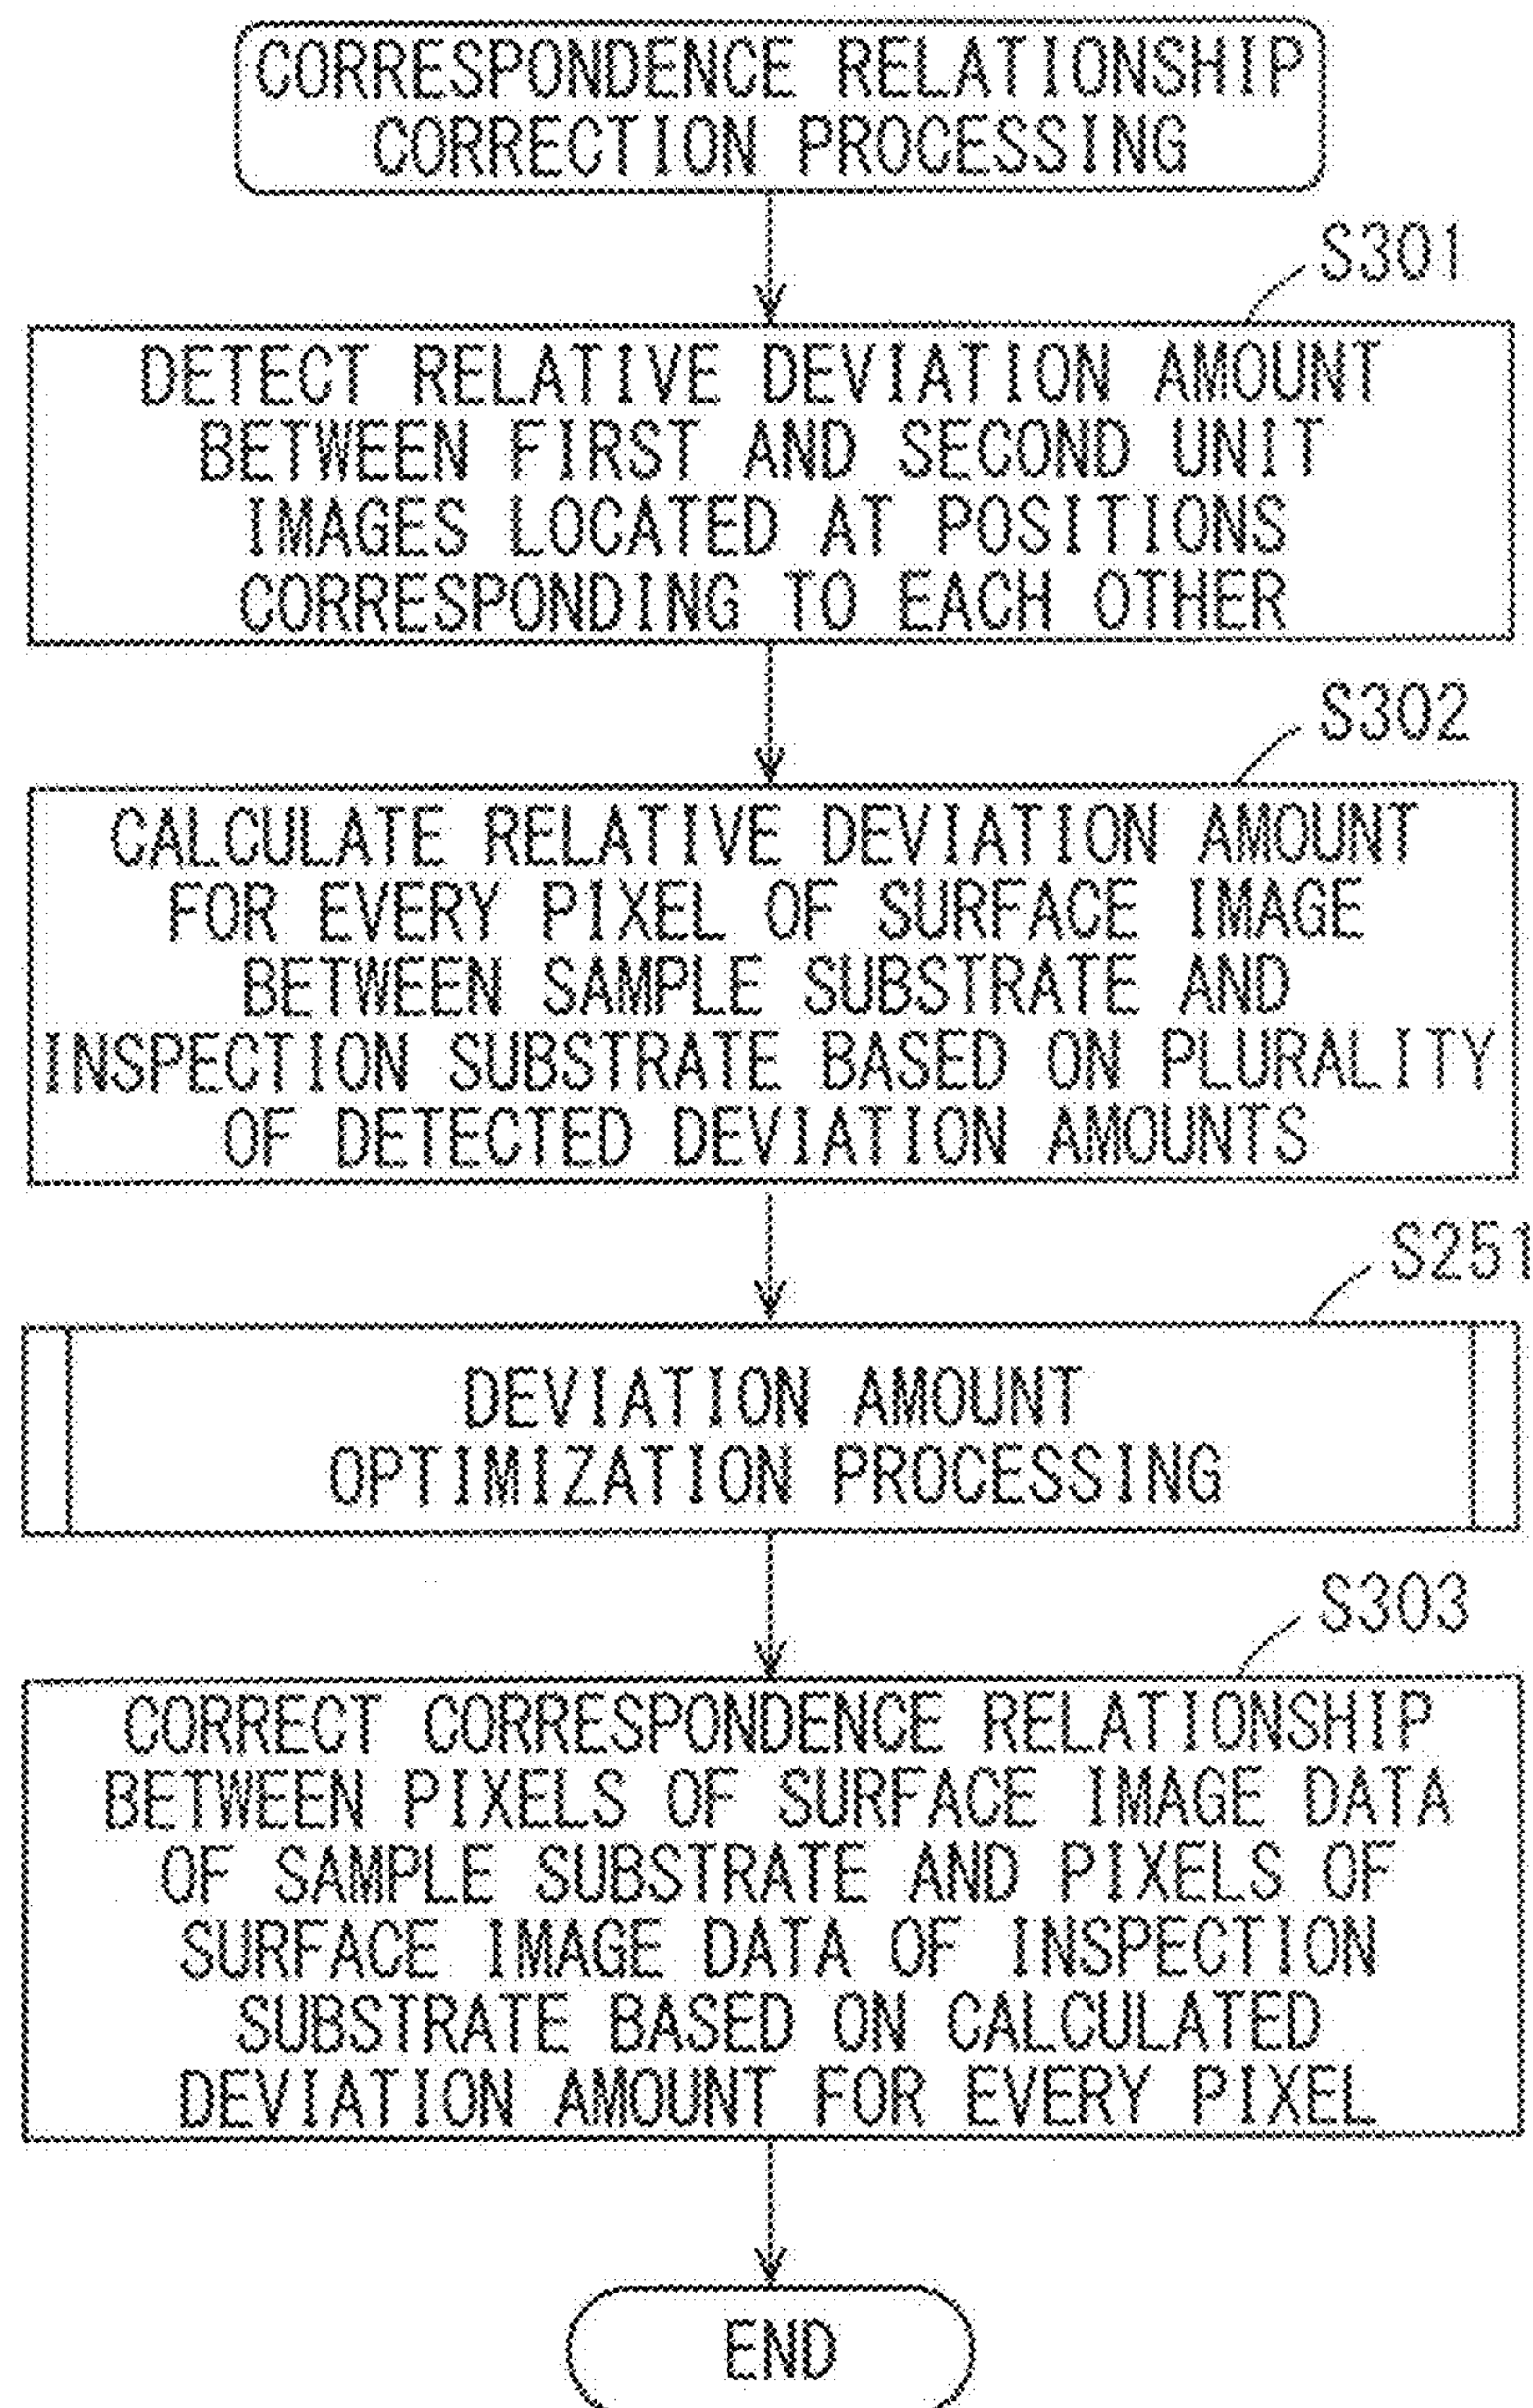 CORRESPONDENCE RELATIONSHIP
CORRECTION PROCESSING
S301
DETECT RELATIVE DEVIATION AMOUNT
BETWEEN FIRST AND SECOND UNIT
IMAGES LOCATED AT POSITIONS
CORRESPONDING TO EACH OTHER
S302
CALCULATE RELATIVE DEVIATION AMOUNT
FOR EVERY PIXEL OF SURFACE IMAGE
BETWEEN SAMPLE SUBSTRATE AND
INSPECTION SUBSTRATE BASED ON PLURALITY
OF DETECTED DEVIATION AMOUNTS
S251
DEVIATION AMOUNT
OPTIMIZATION PROCESSING
S303
CORRECT CORRESPONDENCE RELATIONSHIP
BETWEEN PIXELS OF SURFACE IMAGE DATA
OF SAMPLE SUBSTRATE AND PIXELS OF
SURFACE IMAGE DATA OF INSPECTION
SUBSTRATE BASED ON CALCULATED
DEVIATION AMOUNT FOR EVERY PIXEL
END